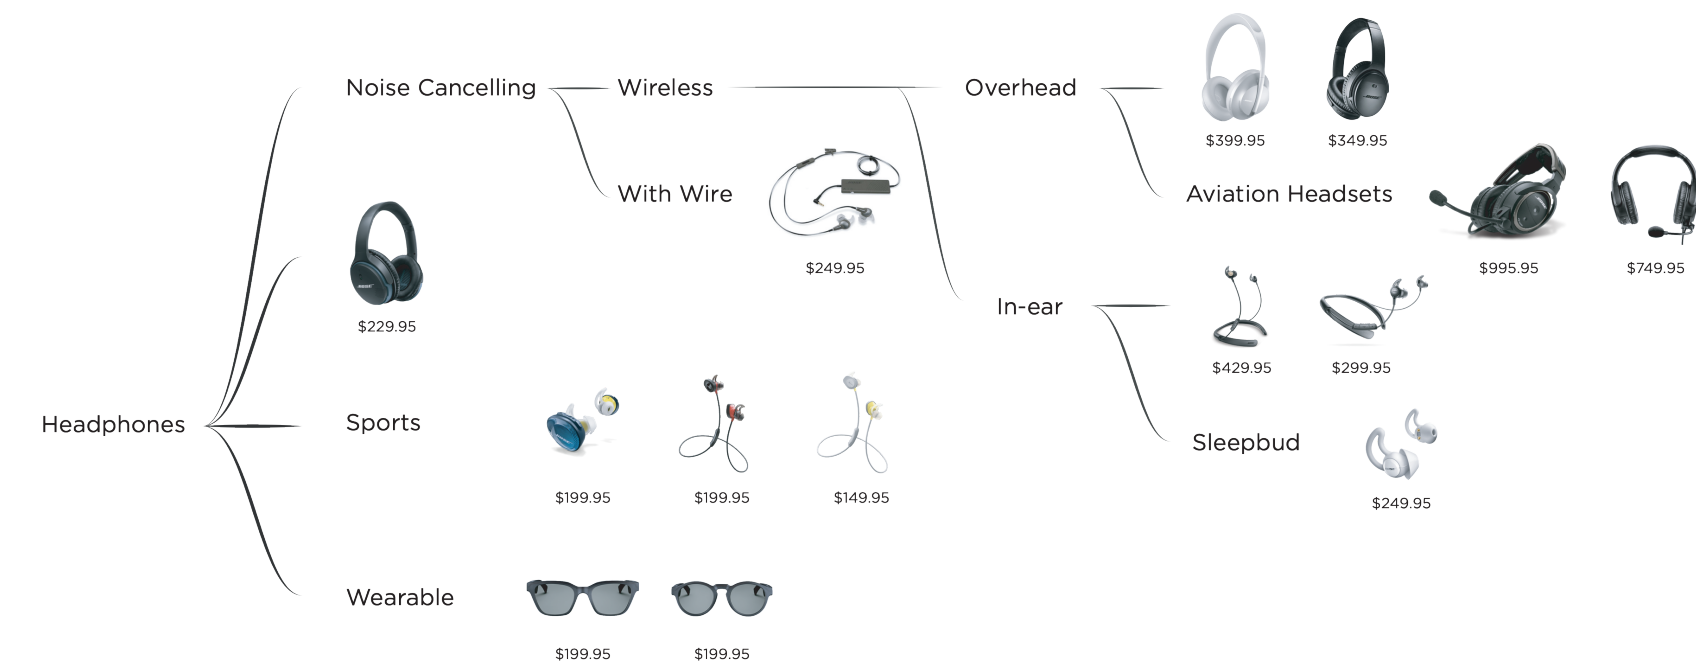 Noise Cancelling
Wireless
Overhead
$399.95
$349.95
With Wire
$249.95
Aviation Headsets
$995.95
$749.95
$229.95
In-ear
$429.95
$299.95
Headphones
Sports
$199.95
$199.95
$149.95
Sleepbud
$249.95
Wearable
$199.95
$199.95